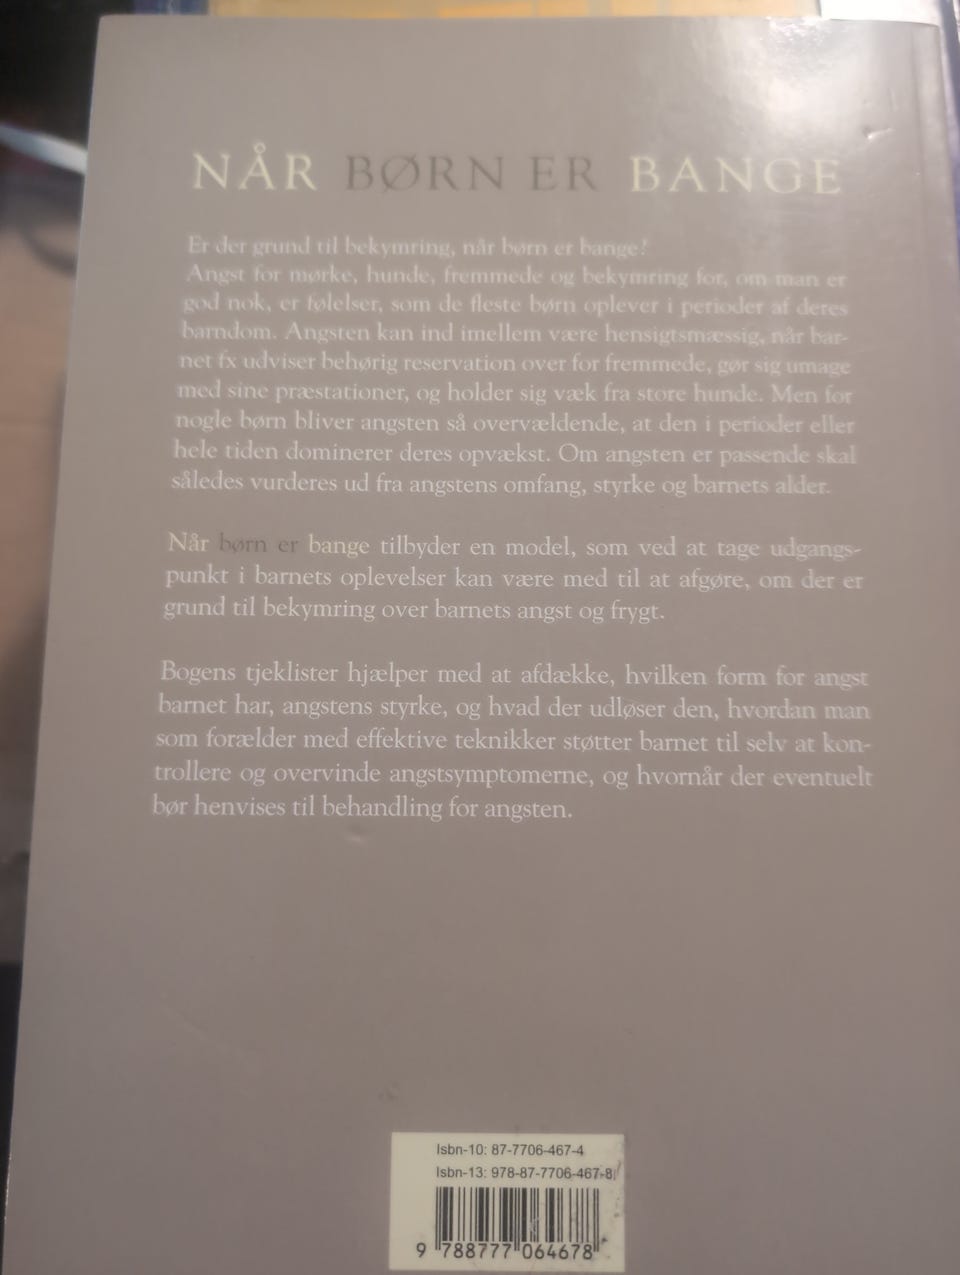 NÅR BØRN ER BANGE
Er der grund til bekymring, når børn er bange?
Angst for mørke, hunde, fremmede og bekymring for, om man er
god nok, er følelser, som de fleste børn oplever i perioder af deres
barndom. Angsten kan ind imellem være hensigtsmæssig, når bar-
net fx udviser behørig reservation over for fremmede, gør sig umage
med sine præstationer, og holder sig væk fra store hunde. Men for
nogle børn bliver angsten så overvældende, at den i perioder eller
hele tiden dominerer deres opvækst. Om angsten er passende skal
således vurderes ud fra angstens omfang, styrke og barnets alder.
Når børn er bange tilbyder en model, som ved at tage udgangs-
punkt i barnets oplevelser kan være med til at afgøre, om der er
grund til bekymring over barnets angst og frygt.
Bogens tjeklister hjælper med at afdække, hvilken form for angst
barnet har, angstens styrke, og hvad der udløser den, hvordan man
som forælder med effektive teknikker støtter barnet til selv at kon-
trollere og overvinde angstsymptomerne, og hvornår der eventuelt
bør henvises til behandling for angsten.
Isbn-10: 87-7706-467-4
Isbn-13: 978-87-7706-467-8
9 788777 064678